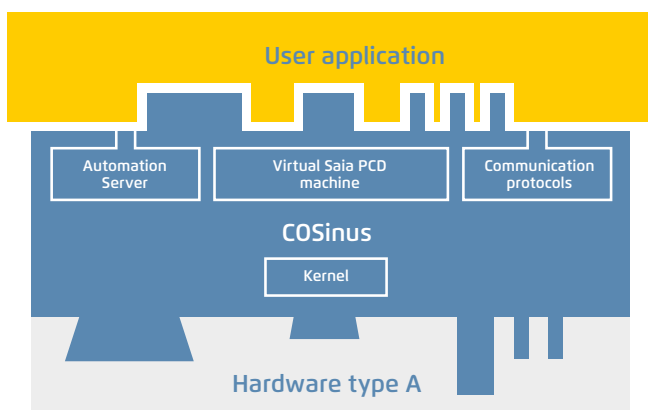 User application
Automation
Server
Virtual Saia PCD
machine
Communication
protocols
COSinus
Kernel
Hardware type A